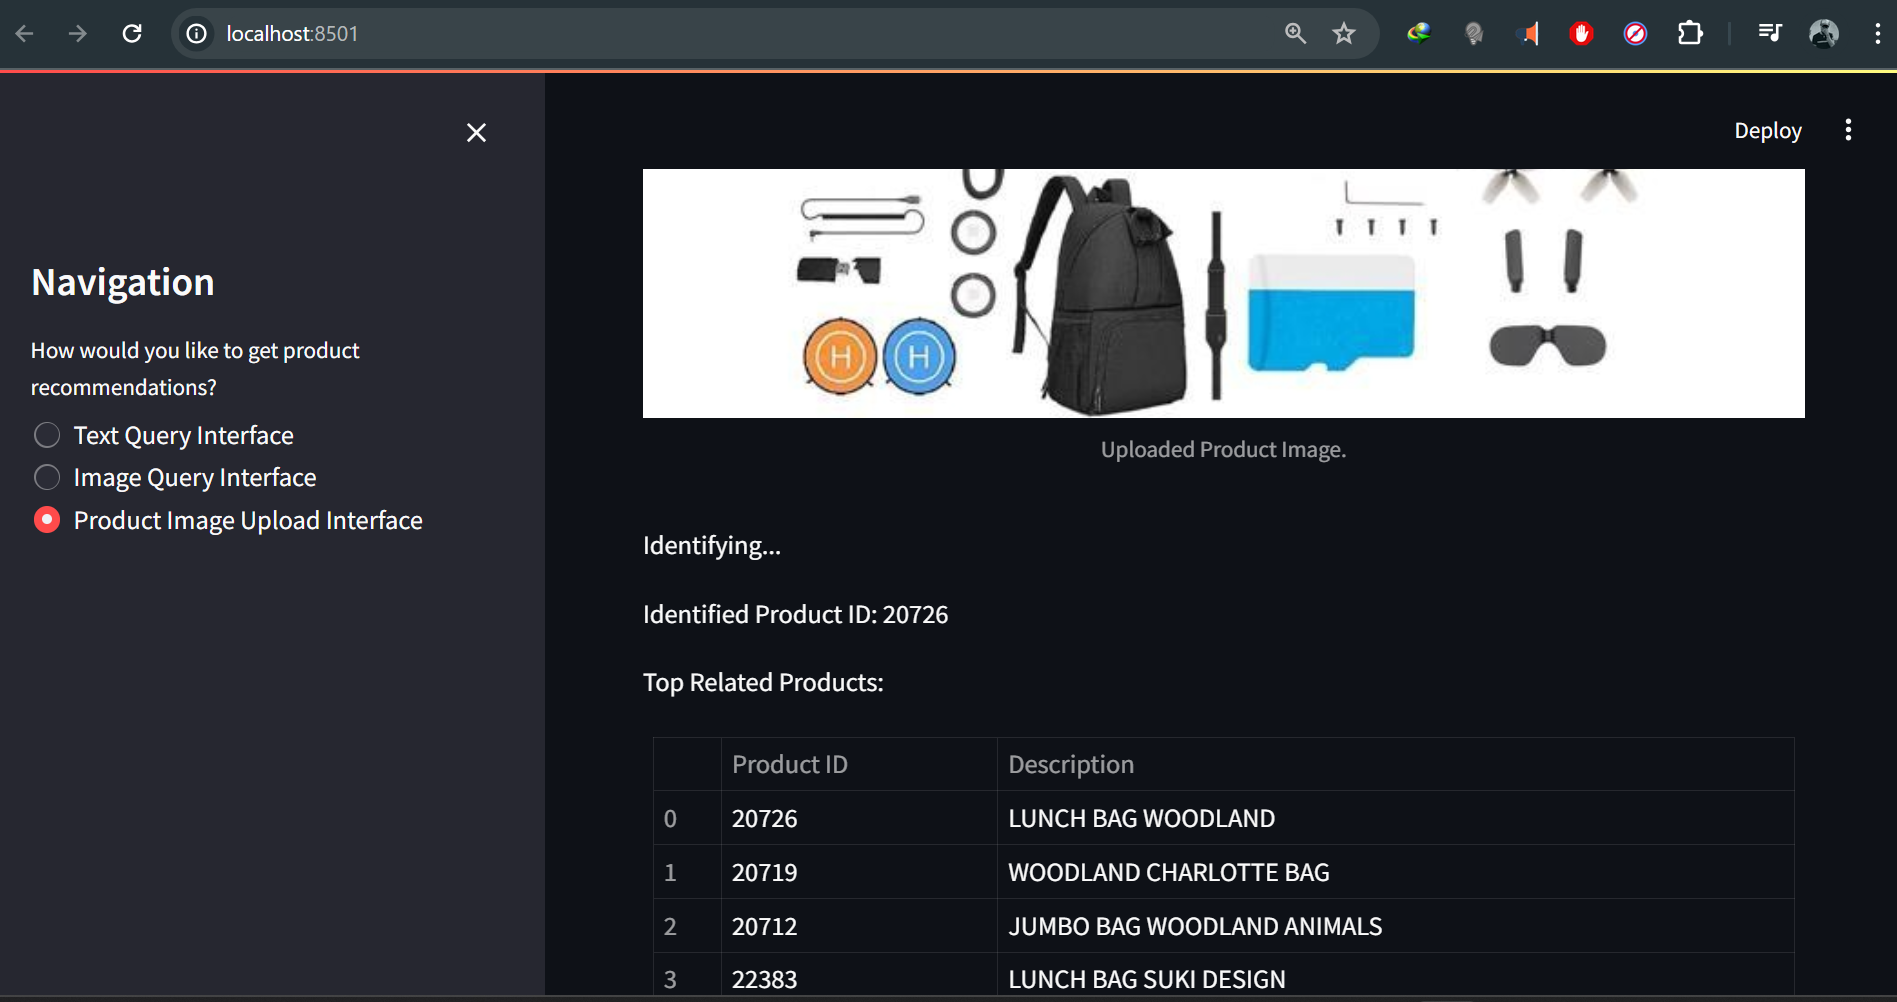 localhost:8501
Deploy
Navigation
How would you like to get product
recommendations?
Text Query Interface
Image Query Interface
Product Image Upload Interface
H H
Uploaded Product Image.
Identifying...
Identified Product ID: 20726
Top Related Products:
Product ID Description
0 20726 LUNCH BAG WOODLAND
1 20719 WOODLAND CHARLOTTE BAG
2 20712 JUMBO BAG WOODLAND ANIMALS
3 22383 LUNCH BAG SUKI DESIGN